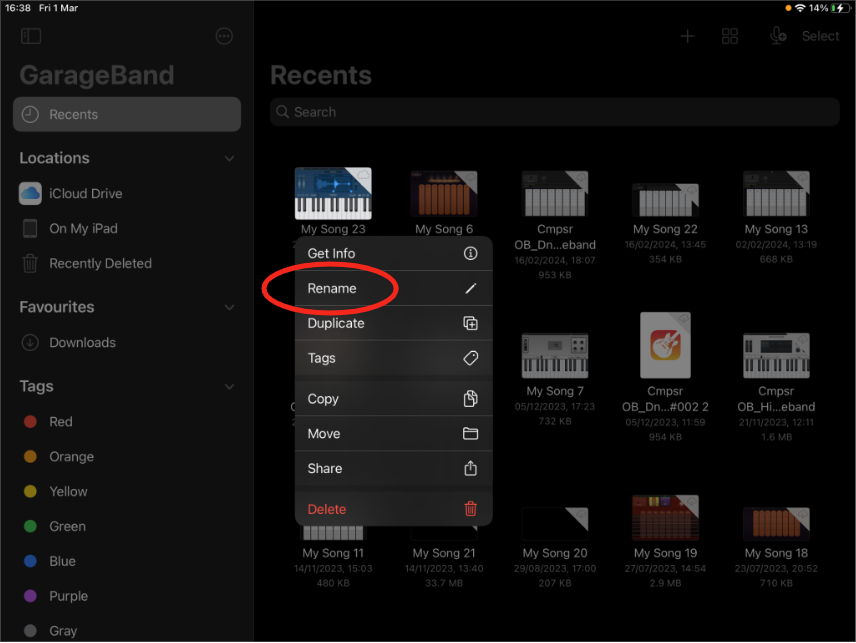 16:38 Fri 1 Mar
14%
GarageBand
Recents
Locations
iCloud Drive
On My iPad
Recently Deleted
Favourites
Downloads
Tags
Red
Orange
Yellow
Green
Blue
Purple
Gray
Select
Recents
Search
My Song 23
My Song 6
Cmpsr
OB_Dn...eband
16/02/2024, 18:07
953 KB
My Song 22
16/02/2024, 13:45
354 KB
My Song 13
02/02/2024, 13:19
668 KB
Get Info
Rename
Duplicate
Tags
Copy
Move
Share
Delete
My Song 7
05/12/2023, 17:23
732 KB
Cmpsr
OB_Dn...#002 2
05/12/2023, 11:59
954 KB
Cmpsr
OB_Hi...eband
21/11/2023, 12:11
1.6 MB
My Song 11
14/11/2023, 15:03
480 KB
My Song 21
14/11/2023, 13:40
33.7 MB
My Song 20
29/08/2023, 17:00
207 KB
My Song 19
27/07/2023, 14:54
2.9 MB
My Song 18
23/07/2023, 20:52
710 KB